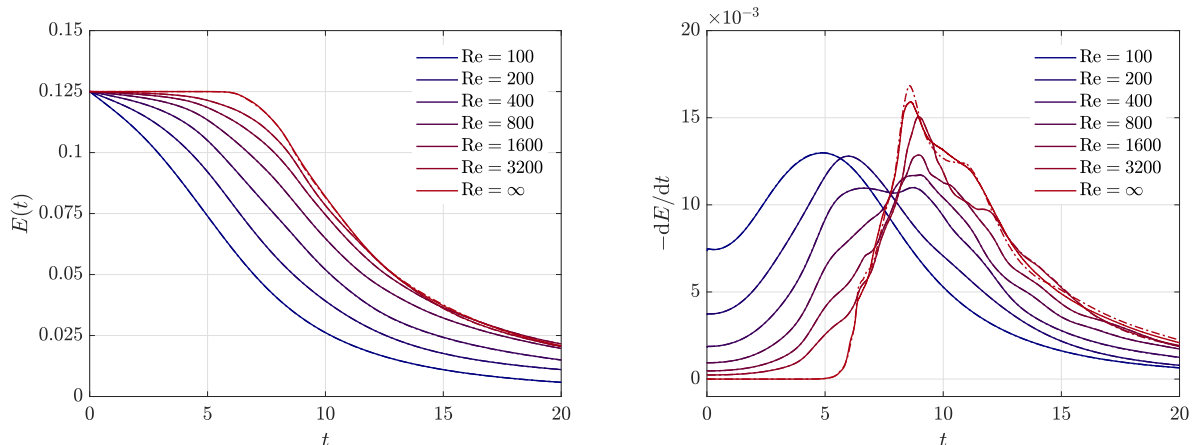 0.15
0.125
0.1
0.075
0.05
0.025
0
E(t)
0
5
10
15
20
t
Re = 100
Re = 200
Re = 400
Re = 800
Re = 1600
Re = 3200
Re = ∞
×10⁻³
20
15
10
5
0
−dE/dt
0
5
10
15
20
t
Re = 100
Re = 200
Re = 400
Re = 800
Re = 1600
Re = 3200
Re = ∞